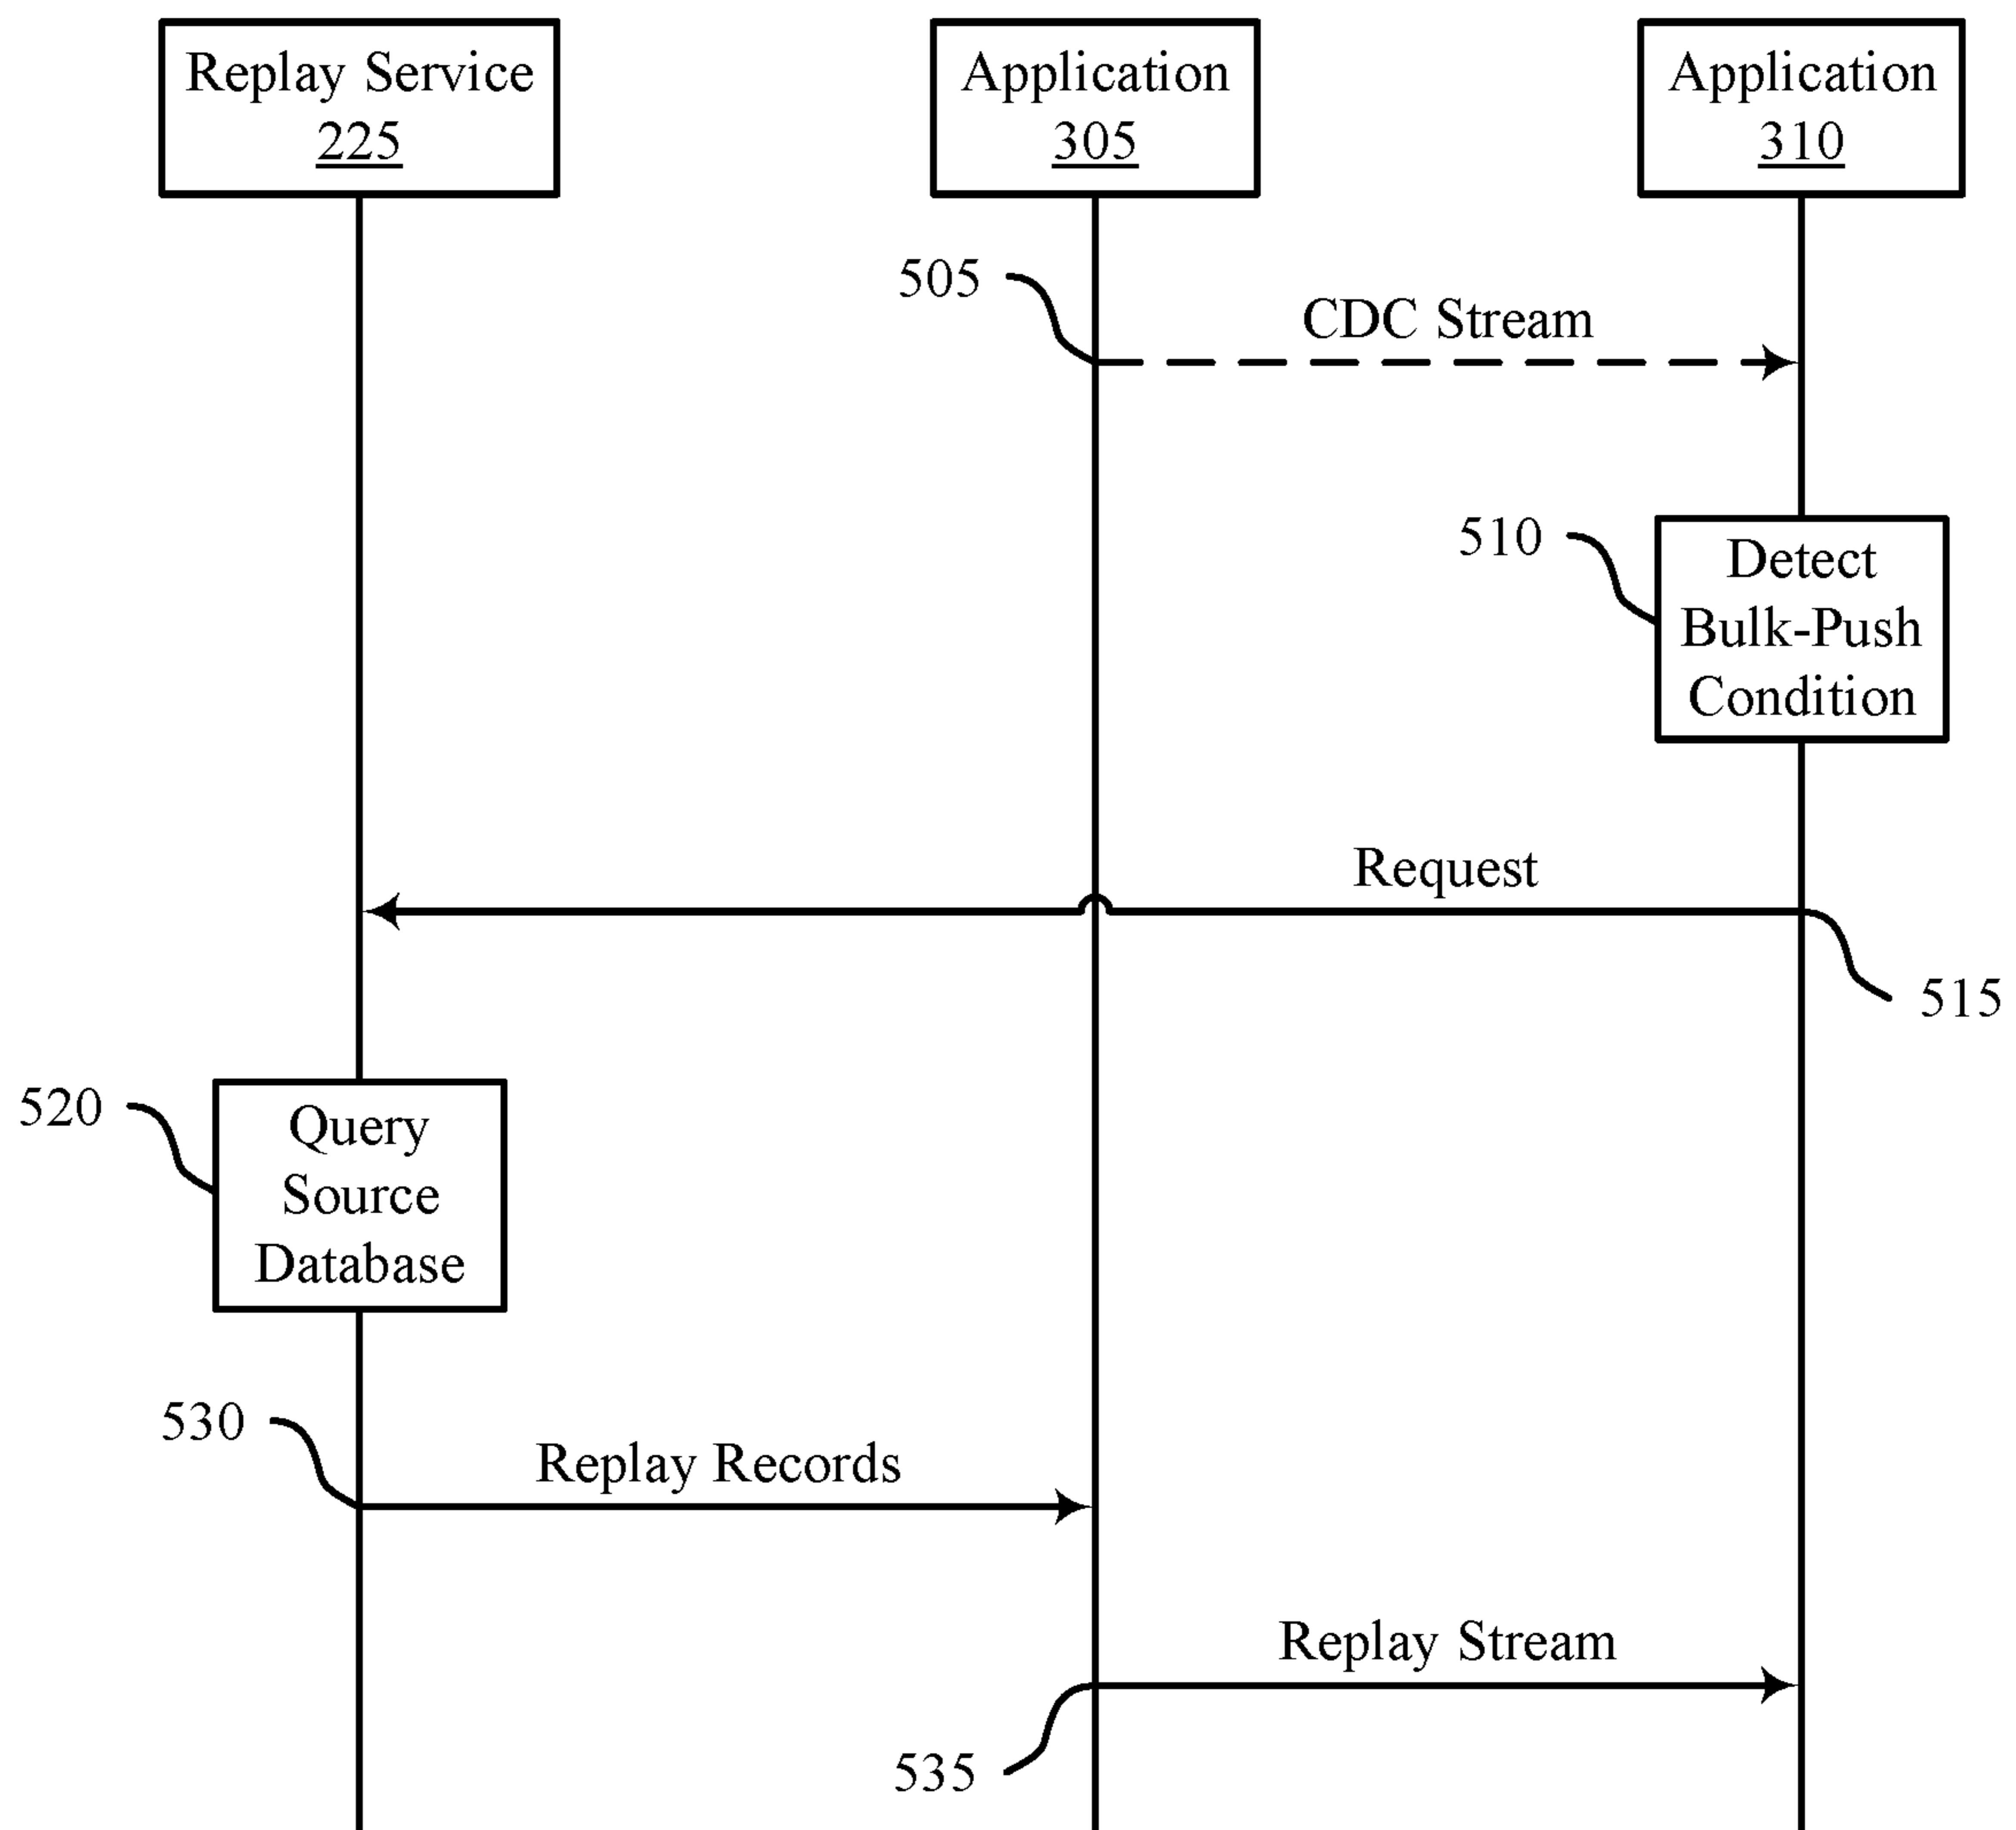 Replay Service
225
Application
305
Application
310
505
CDC Stream
510
Detect
Bulk-Push
Condition
Request
515
520
Query
Source
Database
530
Replay Records
Replay Stream
535